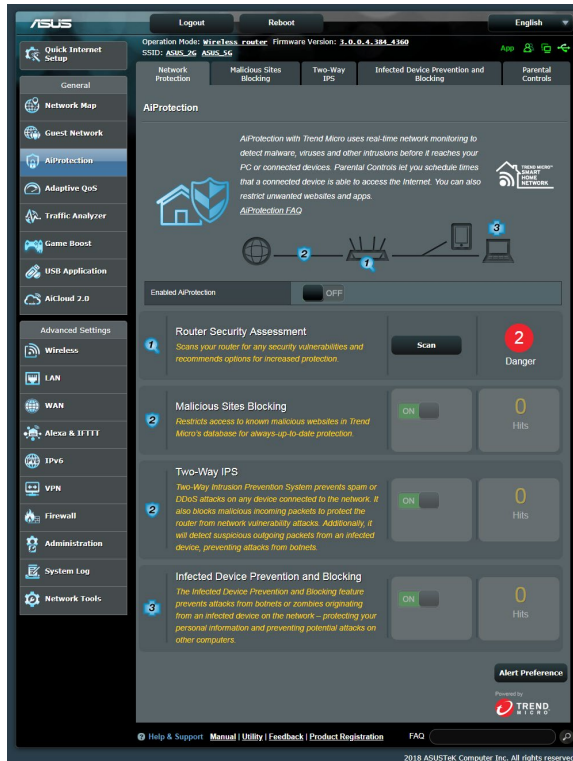 ASUS
Logout
Reboot
English
Quick Internet
Setup
Operation Mode: Wireless router Firmware Version: 3.0.0.4.384_4360
SSID: ASUS_2G ASUS_5G
App
Network
Protection
Malicious Sites
Blocking
Two-Way
IPS
Infected Device Prevention and
Blocking
Parental
Controls
General
Network Map
Guest Network
AiProtection
Adaptive QoS
Traffic Analyzer
Game Boost
USB Application
AiCloud 2.0
Advanced Settings
Wireless
LAN
WAN
Alexa & IFTTT
IPv6
VPN
Firewall
Administration
System Log
Network Tools
AiProtection
AiProtection with Trend Micro uses real-time network monitoring to
detect malware, viruses and other intrusions before it reaches your
PC or connected devices. Parental Controls let you schedule times
that a connected device is able to access the Internet. You can also
restrict unwanted websites and apps.
AiProtection FAQ
TREND MICRO™
SMART
HOME
NETWORK
2
1
3
Enabled AiProtection
OFF
1
Router Security Assessment
Scans your router for any security vulnerabilities and
recommends options for increased protection.
Scan
2
Danger
2
Malicious Sites Blocking
Restricts access to known malicious websites in Trend
Micro's database for always-up-to-date protection.
ON
0
Hits
2
Two-Way IPS
Two-Way Intrusion Prevention System prevents spam or
DDoS attacks on any device connected to the network. It
also blocks malicious incoming packets to protect the
router from network vulnerability attacks. Additionally, it
will detect suspicious outgoing packets from an infected
device, preventing attacks from botnets.
ON
0
Hits
3
Infected Device Prevention and Blocking
The Infected Device Prevention and Blocking feature
prevents attacks from botnets or zombies originating
from an infected device on the network – protecting your
personal information and preventing potential attacks on
other computers.
ON
0
Hits
Alert Preference
Powered by
TREND
MICRO
Help & Support
Manual | Utility | Feedback | Product Registration
FAQ
2018 ASUSTeK Computer Inc. All rights reserved